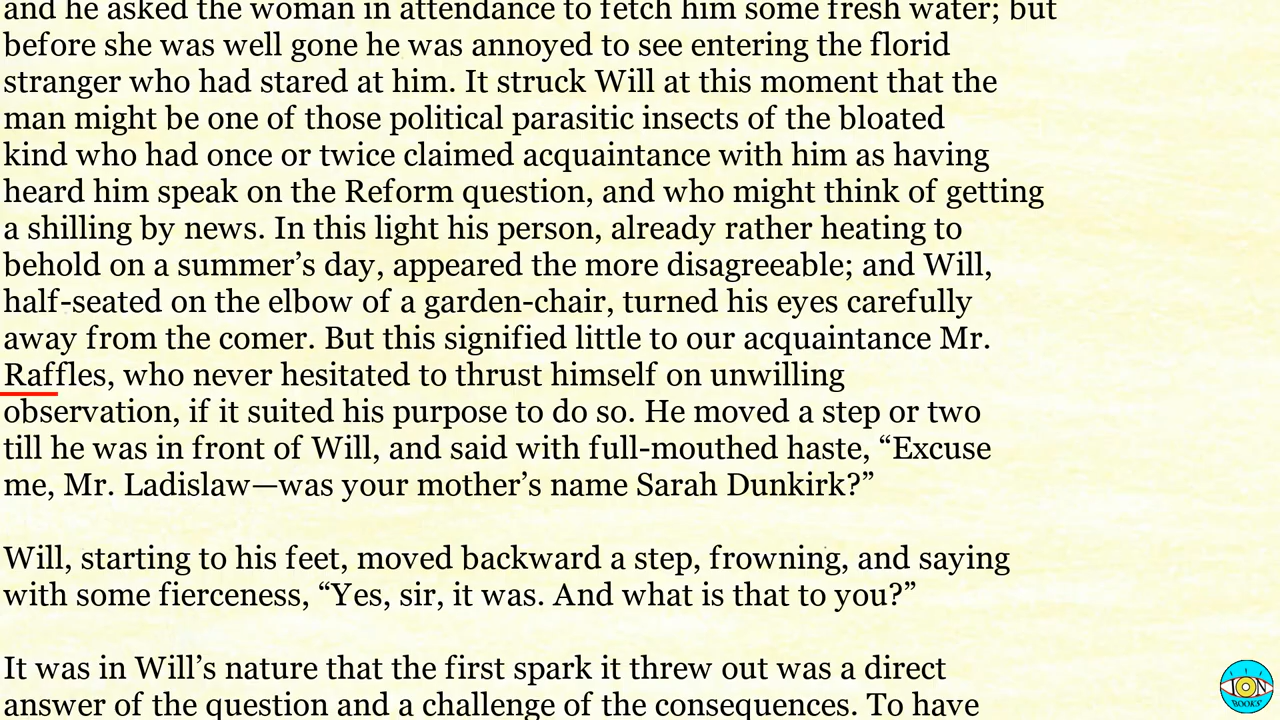 and he asked the woman in attendance to fetch him some fresh water; but
before she was well gone he was annoyed to see entering the florid
stranger who had stared at him. It struck Will at this moment that the
man might be one of those political parasitic insects of the bloated
kind who had once or twice claimed acquaintance with him as having
heard him speak on the Reform question, and who might think of getting
a shilling by news. In this light his person, already rather heating to
behold on a summer’s day, appeared the more disagreeable; and Will,
half-seated on the elbow of a garden-chair, turned his eyes carefully
away from the comer. But this signified little to our acquaintance Mr.
Raffles, who never hesitated to thrust himself on unwilling
observation, if it suited his purpose to do so. He moved a step or two
till he was in front of Will, and said with full-mouthed haste, “Excuse
me, Mr. Ladislaw—was your mother’s name Sarah Dunkirk?”
Will, starting to his feet, moved backward a step, frowning, and saying
with some fierceness, “Yes, sir, it was. And what is that to you?”
It was in Will’s nature that the first spark it threw out was a direct
answer of the question and a challenge of the consequences. To have
ION
BOOKS